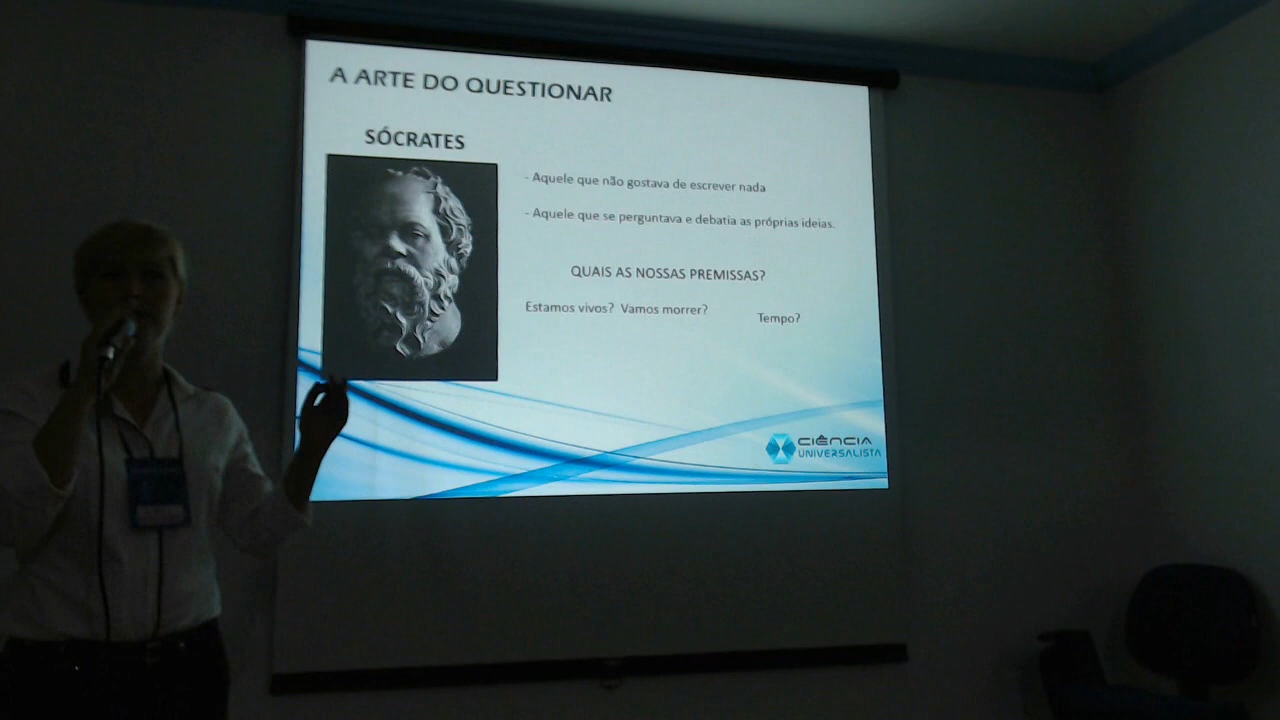 A ARTE DO QUESTIONAR
SÓCRATES
- Aquele que não gostava de escrever nada
- Aquele que se perguntava e debatia as próprias ideias.
QUAIS AS NOSSAS PREMISSAS?
Estamos vivos? Vamos morrer? Tempo?
CIÊNCIA
UNIVERSALISTA